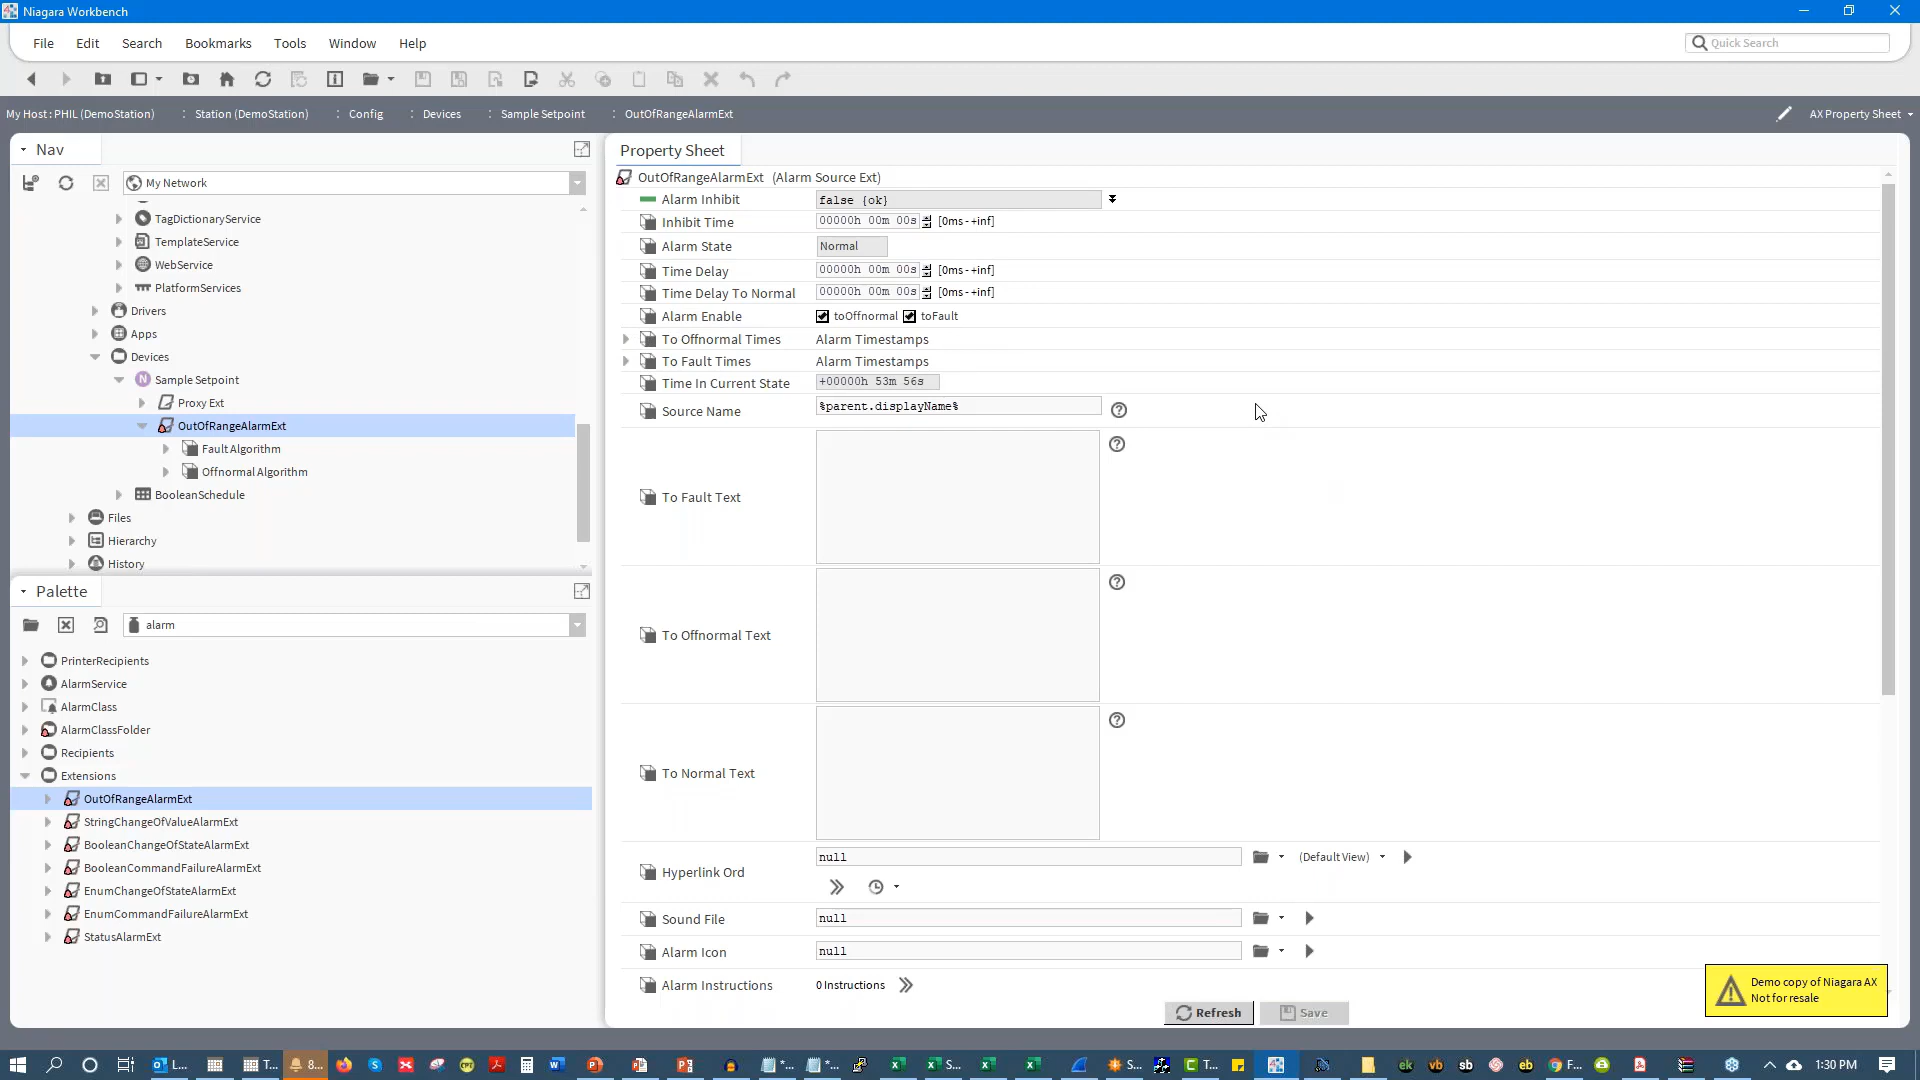 Niagara Workbench
File Edit Search Bookmarks Tools Window Help
Quick Search
My Host : PHIL (DemoStation) : Station (DemoStation) : Config : Devices : Sample Setpoint : OutOfRangeAlarmExt
AX Property Sheet
Nav
My Network
TagDictionaryService
TemplateService
WebService
PlatformServices
Drivers
Apps
Devices
N Sample Setpoint
Proxy Ext
OutOfRangeAlarmExt
Fault Algorithm
Offnormal Algorithm
BooleanSchedule
Files
Hierarchy
History
Palette
alarm
PrinterRecipients
AlarmService
AlarmClass
AlarmClassFolder
Recipients
Extensions
OutOfRangeAlarmExt
StringChangeOfValueAlarmExt
BooleanChangeOfStateAlarmExt
BooleanCommandFailureAlarmExt
EnumChangeOfStateAlarmExt
EnumCommandFailureAlarmExt
StatusAlarmExt
Property Sheet
OutOfRangeAlarmExt (Alarm Source Ext)
Alarm Inhibit false {ok}
Inhibit Time 00000h 00m 00s [0ms-+inf]
Alarm State Normal
Time Delay 00000h 00m 00s [0ms-+inf]
Time Delay To Normal 00000h 00m 00s [0ms-+inf]
Alarm Enable toOffnormal toFault
To Offnormal Times Alarm Timestamps
To Fault Times Alarm Timestamps
Time In Current State +00000h 53m 56s
Source Name %parent.displayName%
To Fault Text
To Offnormal Text
To Normal Text
Hyperlink Ord null (Default View)
Sound File null
Alarm Icon null
Alarm Instructions 0 Instructions
Refresh Save
Demo copy of Niagara AX
Not for resale
L... T... 8... S... S... T... ek vb sb eb F... 1:30 PM